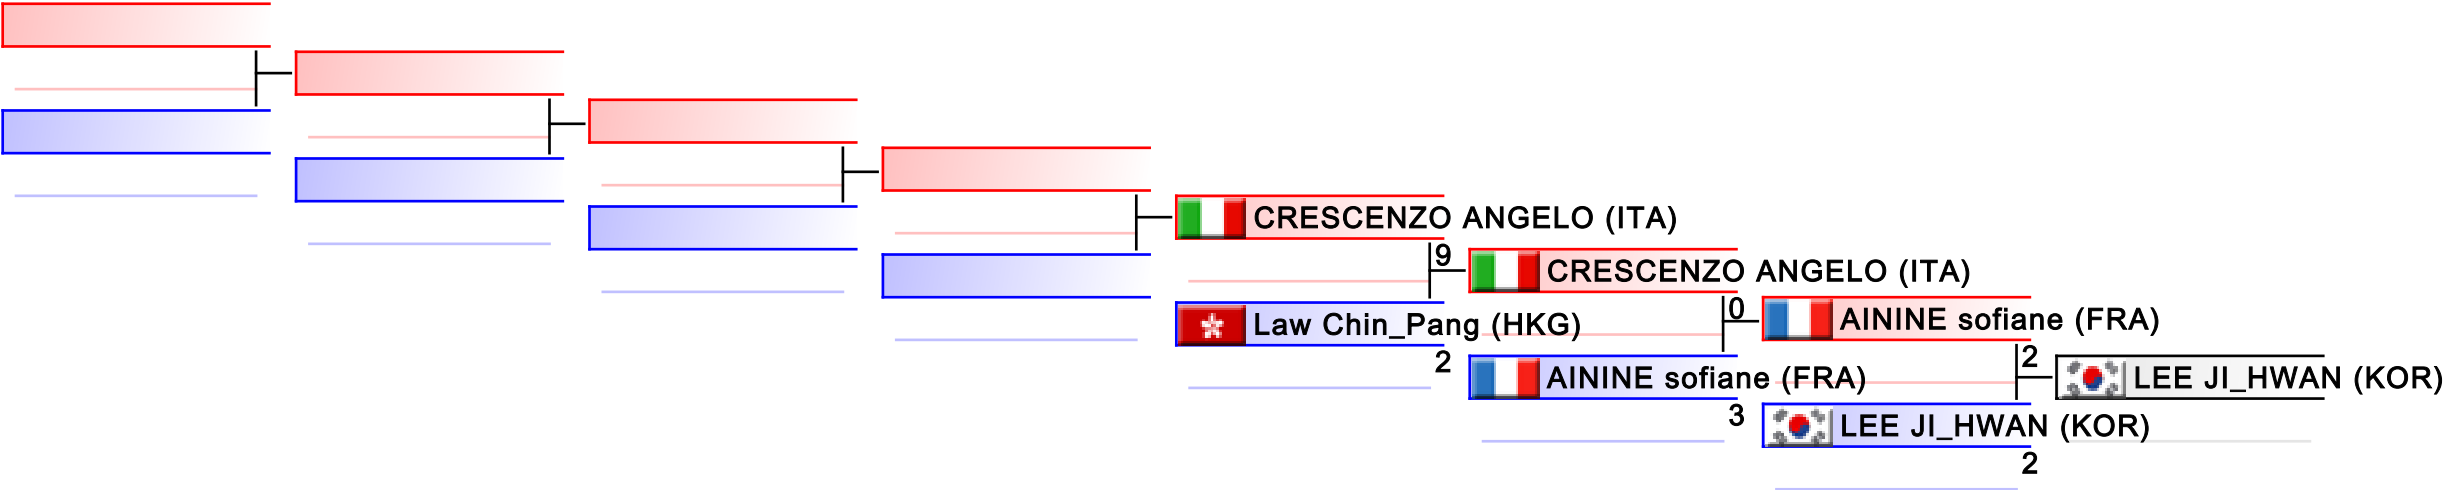 CRESCENZO ANGELO (ITA)
9
CRESCENZO ANGELO (ITA)
0
AININE sofiane (FRA)
Law Chin_Pang (HKG)
2
2
AININE sofiane (FRA)
LEE JI_HWAN (KOR)
3
LEE JI_HWAN (KOR)
2